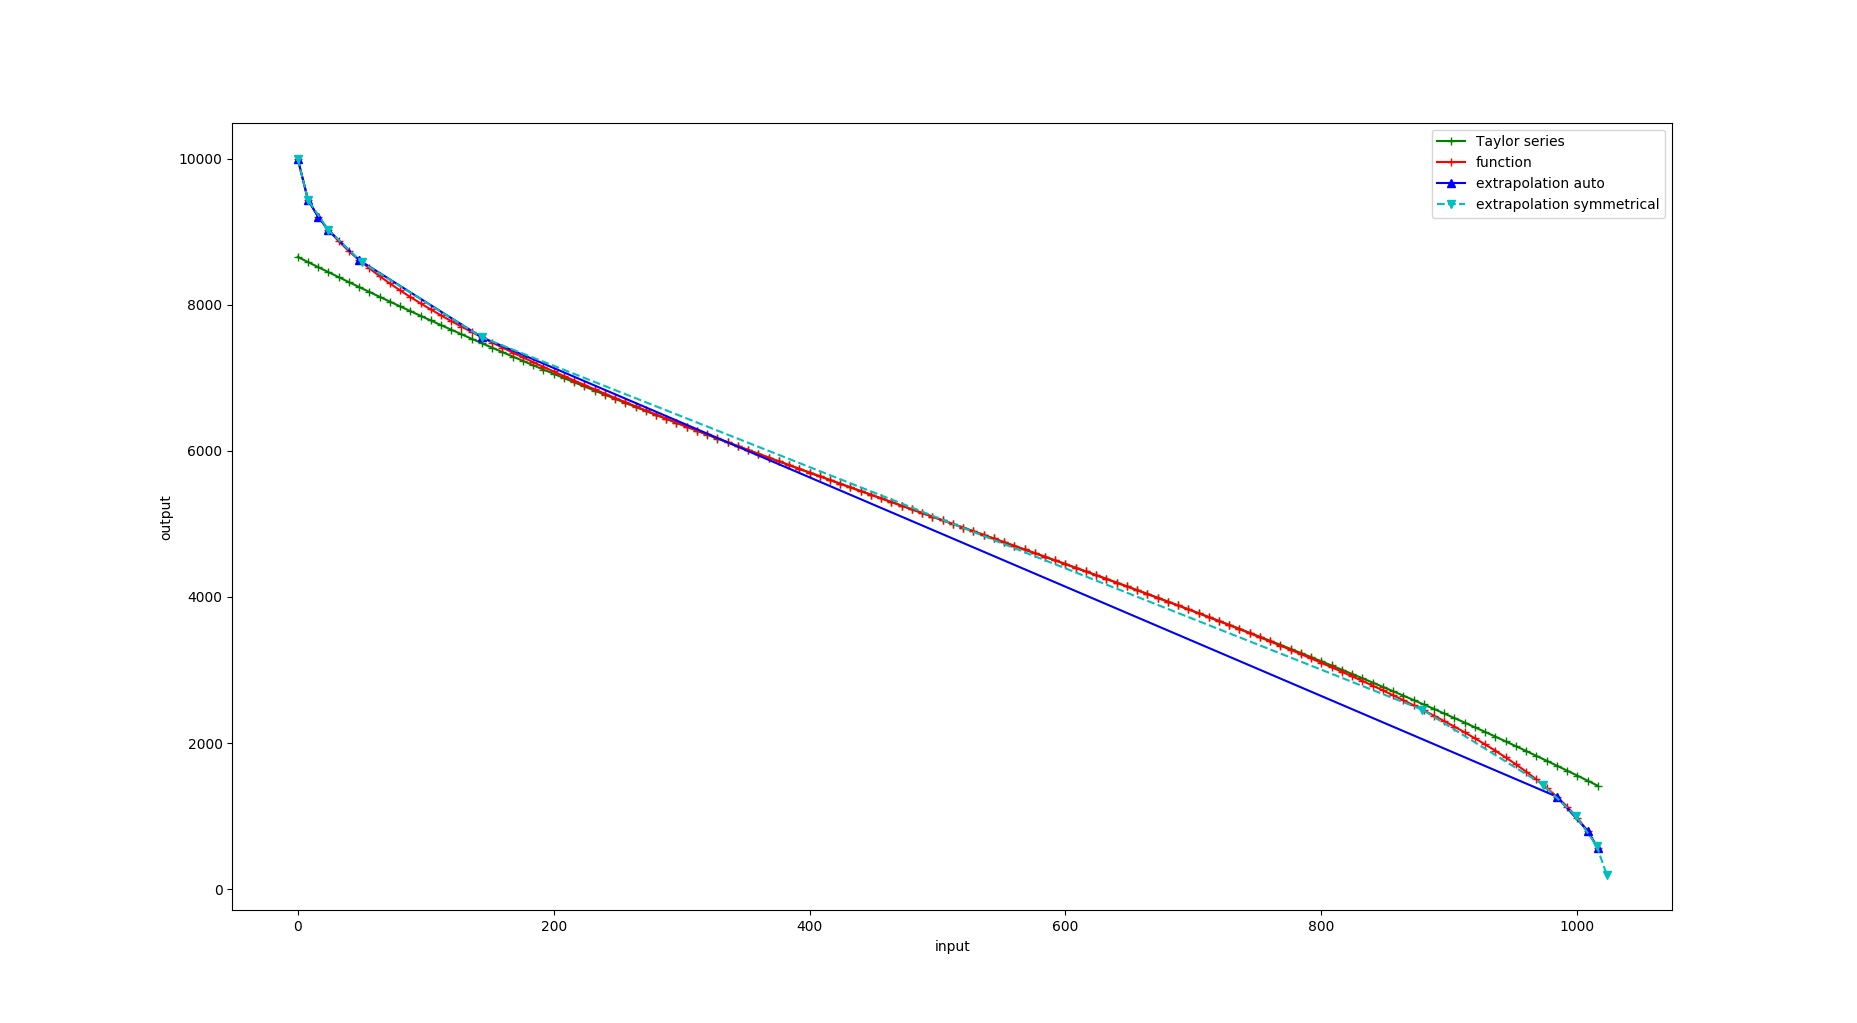 Taylor series
function
extrapolation auto
extrapolation symmetrical
10000
8000
6000
4000
2000
0
output
0 200 400 600 800 1000
input